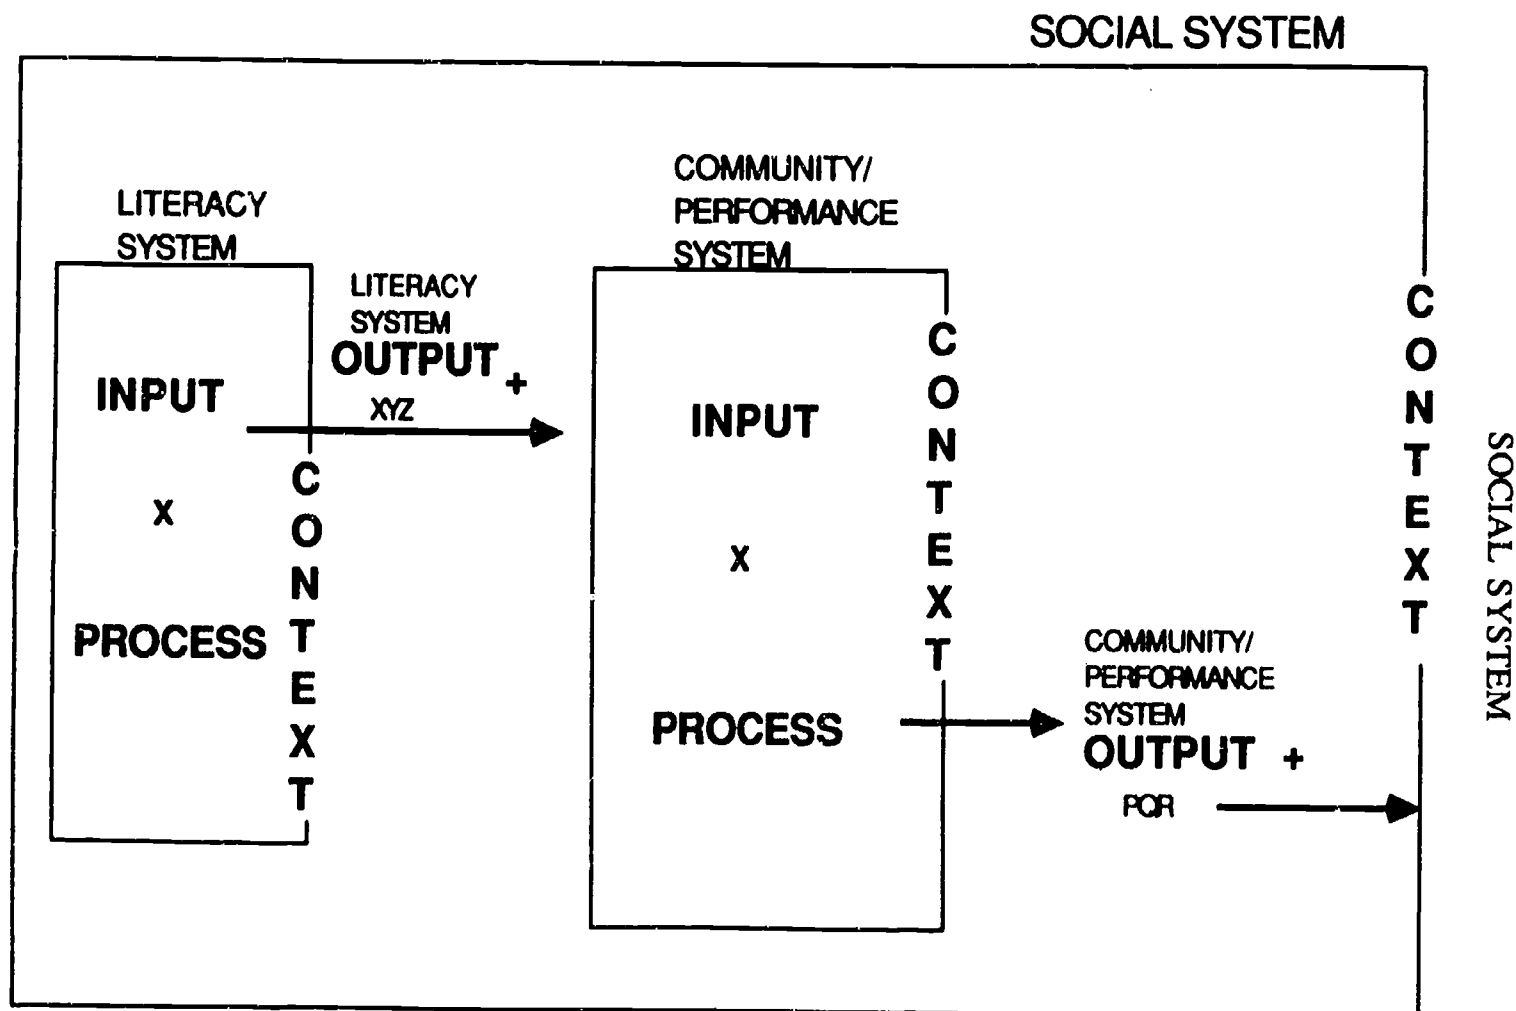 SOCIAL SYSTEM
LITERACY
SYSTEM
INPUT
X
PROCESS
CONTEXT
LITERACY
SYSTEM
OUTPUT +
XYZ
COMMUNITY/
PERFORMANCE
SYSTEM
INPUT
X
PROCESS
CONTEXT
COMMUNITY/
PERFORMANCE
SYSTEM
OUTPUT +
PQR
CONTEXT
SOCIAL SYSTEM